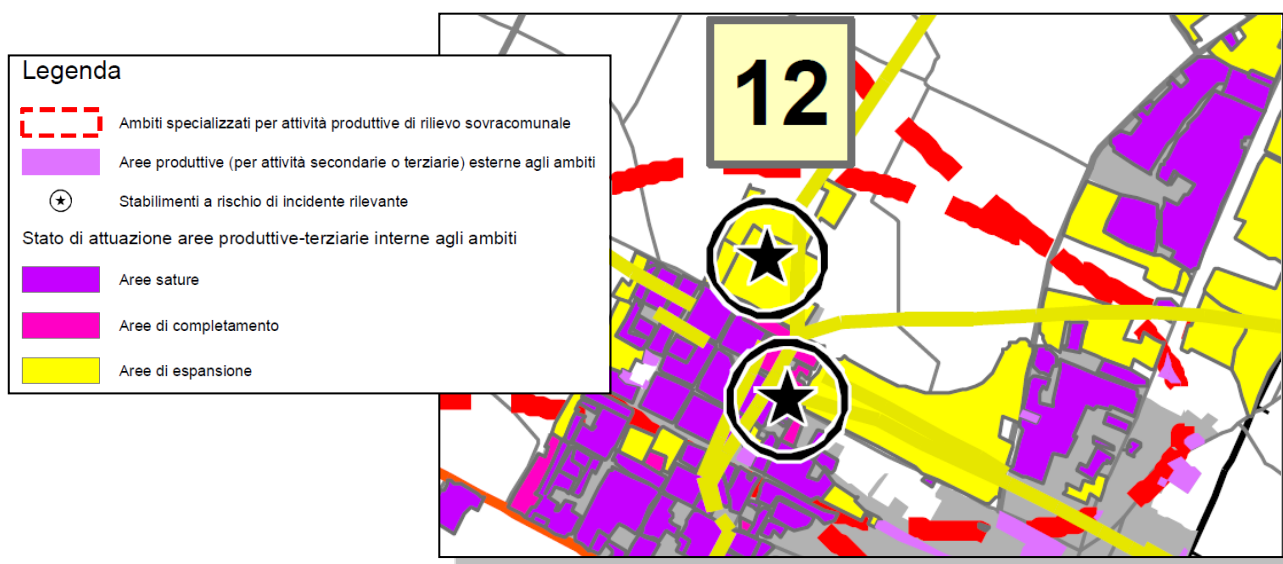 Legenda
Ambiti specializzati per attività produttive di rilievo sovracomunale
Aree produttive (per attività secondarie o terziarie) esterne agli ambiti
Stabilimenti a rischio di incidente rilevante
Stato di attuazione aree produttive-terziarie interne agli ambiti
Aree sature
Aree di completamento
Aree di espansione
12